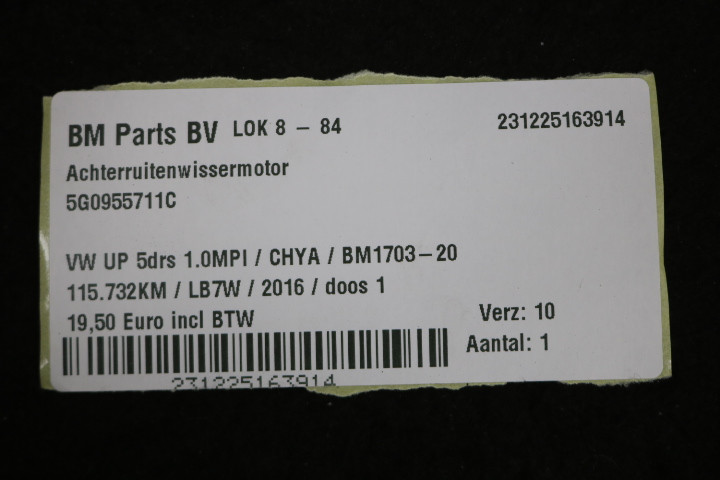 BM Parts BV LOK 8 - 84 231225163914
Achterruitenwissermotor
5G0955711C
VW UP 5drs 1.0MPI / CHYA / BM1703-20
115.732KM / LB7W / 2016 / doos 1
19,50 Euro incl BTW Verz: 10
Aantal: 1
231225163914